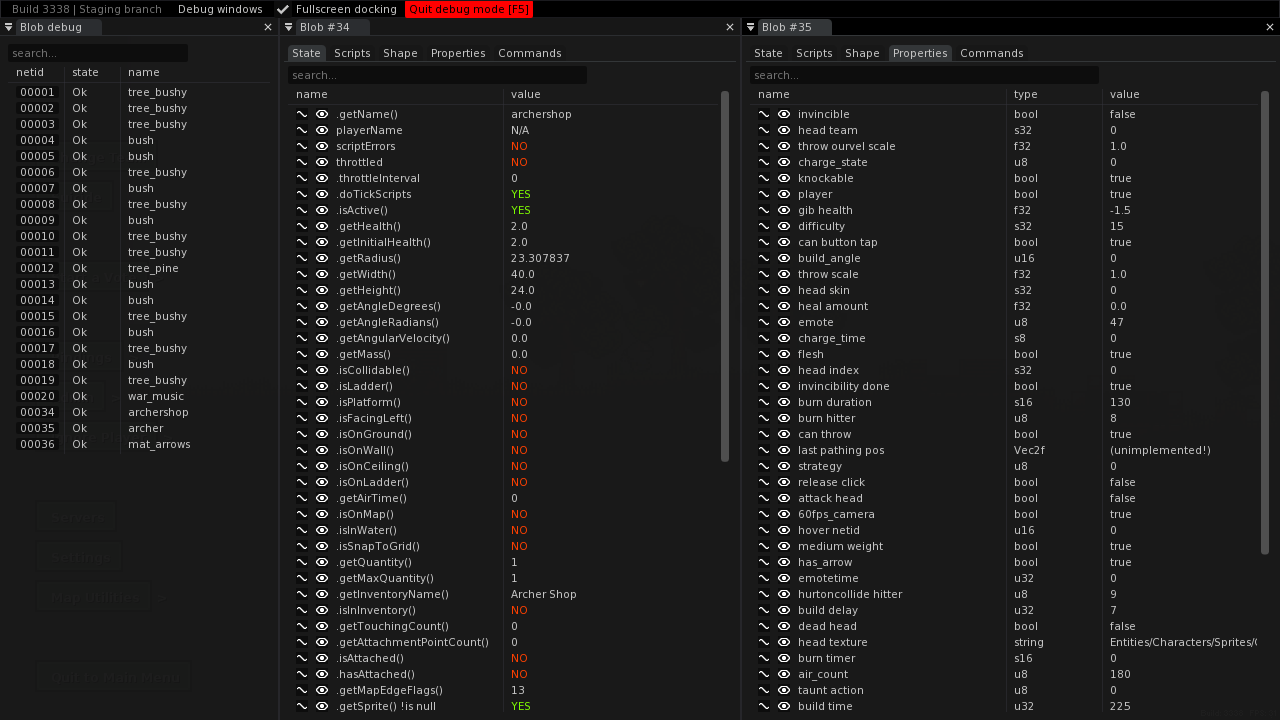 Build 3338 | Staging branch Debug windows Fullscreen docking Quit debug mode [F5]
Blob debug
search...
netid state name
00001 Ok tree_bushy
00002 Ok tree_bushy
00003 Ok tree_bushy
00004 Ok bush
00005 Ok bush
00006 Ok tree_bushy
00007 Ok bush
00008 Ok tree_bushy
00009 Ok bush
00010 Ok tree_bushy
00011 Ok tree_bushy
00012 Ok tree_pine
00013 Ok bush
00014 Ok bush
00015 Ok tree_bushy
00016 Ok bush
00017 Ok tree_bushy
00018 Ok bush
00019 Ok tree_bushy
00020 Ok war_music
00034 Ok archershop
00035 Ok archer
00036 Ok mat_arrows
Blob #34
State Scripts Shape Properties Commands
search...
name value
.getName() archershop
playerName N/A
scriptErrors NO
throttled NO
.throttleInterval 0
.doTickScripts YES
.isActive() YES
.getHealth() 2.0
.getInitialHealth() 2.0
.getRadius() 23.307837
.getWidth() 40.0
.getHeight() 24.0
.getAngleDegrees() -0.0
.getAngleRadians() -0.0
.getAngularVelocity() 0.0
.getMass() 0.0
.isCollidable() NO
.isLadder() NO
.isPlatform() NO
.isFacingLeft() NO
.isOnGround() NO
.isOnWall() NO
.isOnCeiling() NO
.isOnLadder() NO
.getAirTime() 0
.isOnMap() NO
.isInWater() NO
.isSnapToGrid() NO
.getQuantity() 1
.getMaxQuantity() 1
.getInventoryName() Archer Shop
.isInInventory() NO
.getTouchingCount() 0
.getAttachmentPointCount() 0
.isAttached() NO
.hasAttached() NO
.getMapEdgeFlags() 13
.getSprite() !is null YES
Blob #35
State Scripts Shape Properties Commands
search...
name type value
invincible bool false
head team s32 0
throw ourvel scale f32 1.0
charge_state u8 0
knockable bool true
player bool true
gib health f32 -1.5
difficulty s32 15
can button tap bool true
build_angle u16 0
throw scale f32 1.0
head skin s32 0
heal amount f32 0.0
emote u8 47
charge_time s8 0
flesh bool true
head index s32 0
invincibility done bool true
burn duration s16 130
burn hitter u8 8
can throw bool true
last pathing pos Vec2f (unimplemented!)
strategy u8 0
release click bool false
attack head bool false
60fps_camera bool true
hover netid u16 0
medium weight bool true
has_arrow bool true
emotetime u32 0
hurtoncollide hitter u8 9
build delay u32 7
dead head bool false
head texture string Entities/Characters/Sprites/
burn timer s16 0
air_count u8 180
taunt action u8 0
build time u32 225